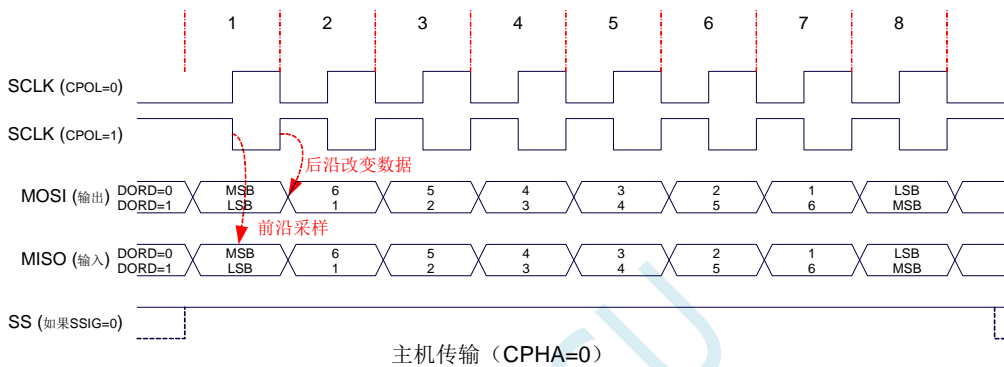 1 2 3 4 5 6 7 8
SCLK (CPOL=0)
SCLK (CPOL=1)
后沿改变数据
MOSI (输出) DORD=0 MSB 6 5 4 3 2 1 LSB
DORD=1 LSB 1 2 3 4 5 6 MSB
前沿采样
MISO (输入) DORD=0 MSB 6 5 4 3 2 1 LSB
DORD=1 LSB 1 2 3 4 5 6 MSB
SS (如果SSIG=0)
主机传输（CPHA=0）